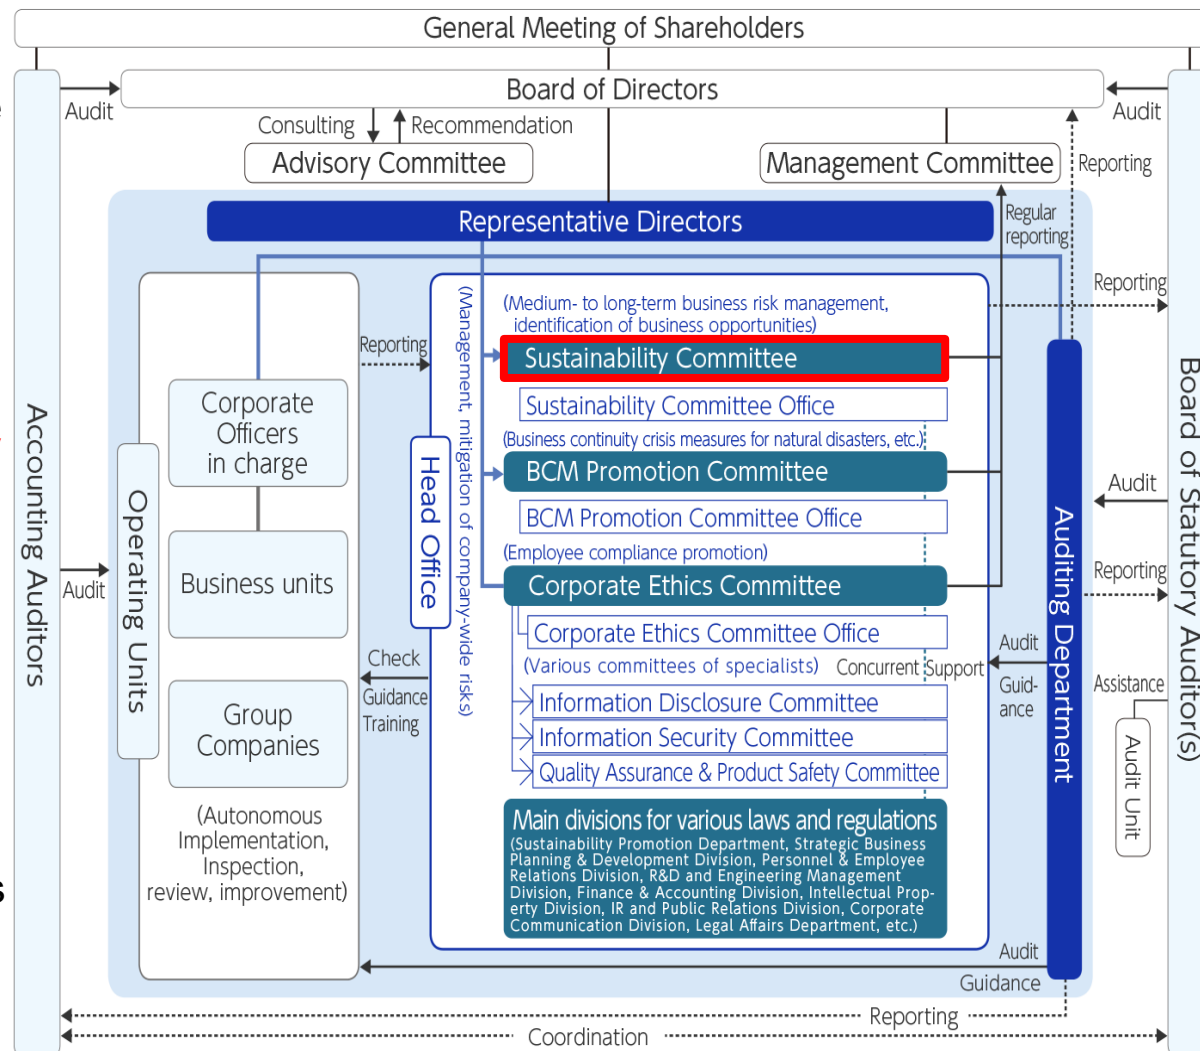 General Meeting of Shareholders
Board of Directors
Audit
Audit
Consulting
Recommendation
Advisory Committee
Management Committee
Reporting
Representative Directors
Regular
reporting
Reporting
(Medium- to long-term business risk management,
identification of business opportunities)
Reporting
Sustainability Committee
Sustainability Committee Office
(Business continuity crisis measures for natural disasters, etc.)
BCM Promotion Committee
BCM Promotion Committee Office
(Employee compliance promotion)
Corporate Ethics Committee
Corporate Ethics Committee Office
(Various committees of specialists)
Concurrent Support
Information Disclosure Committee
Information Security Committee
Quality Assurance & Product Safety Committee
Main divisions for various laws and regulations
(Sustainability Promotion Department, Strategic Business
Planning & Development Division, Personnel & Employee
Relations Division, R&D and Engineering Management
Division, Finance & Accounting Division, Intellectual Prop-
erty Division, IR and Public Relations Division, Corporate
Communication Division, Legal Affairs Department, etc.)
(Management, mitigation of company-wide risks)
Head Office
Corporate
Officers
in charge
Business units
Group
Companies
(Autonomous
Implementation,
Inspection,
review, improvement)
Operating Units
Accounting Auditors
Audit
Check
Guidance
Training
Auditing Department
Audit
Guid-
ance
Audit
Reporting
Assistance
Audit Unit
Board of Statutory Auditor(s)
Audit
Guidance
Reporting
Coordination
s